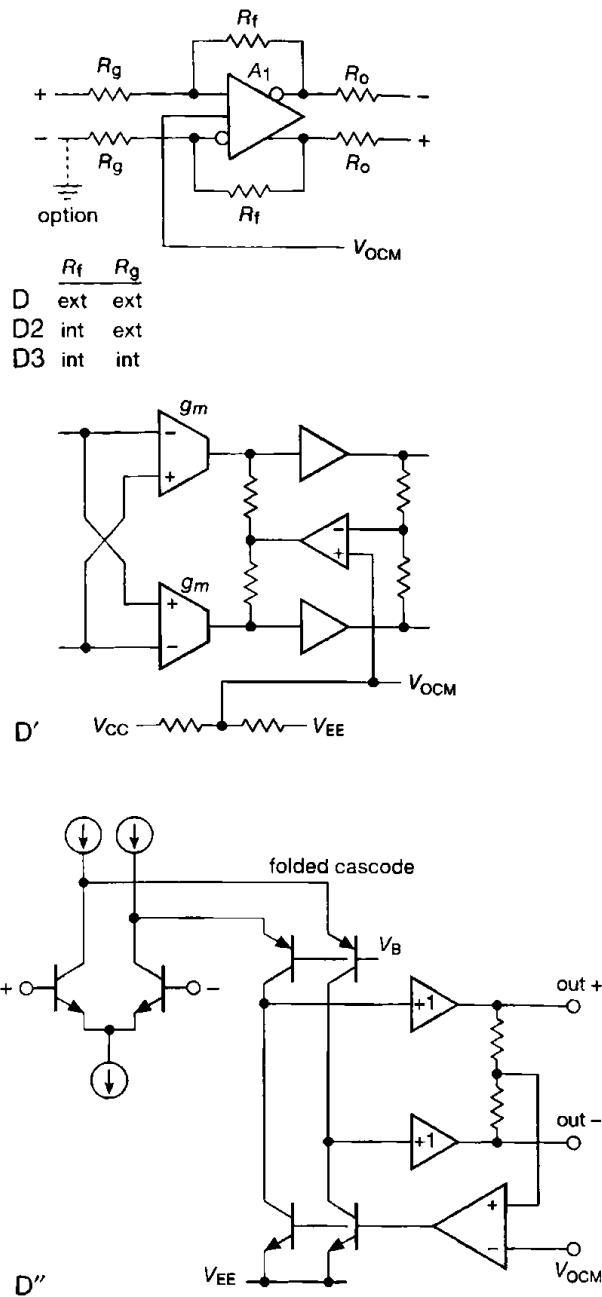 Rf
Rg A1 Ro
+ −
− +
Rg Ro
option Rf
VOCM
Rf Rg
D ext ext
D2 int ext
D3 int int
gm
−
+
−
+
gm
+
−
VOCM
D′ VCC VEE
folded cascode
VB
+ −
+1 out +
+1 out −
+
−
VEE VOCM
D″